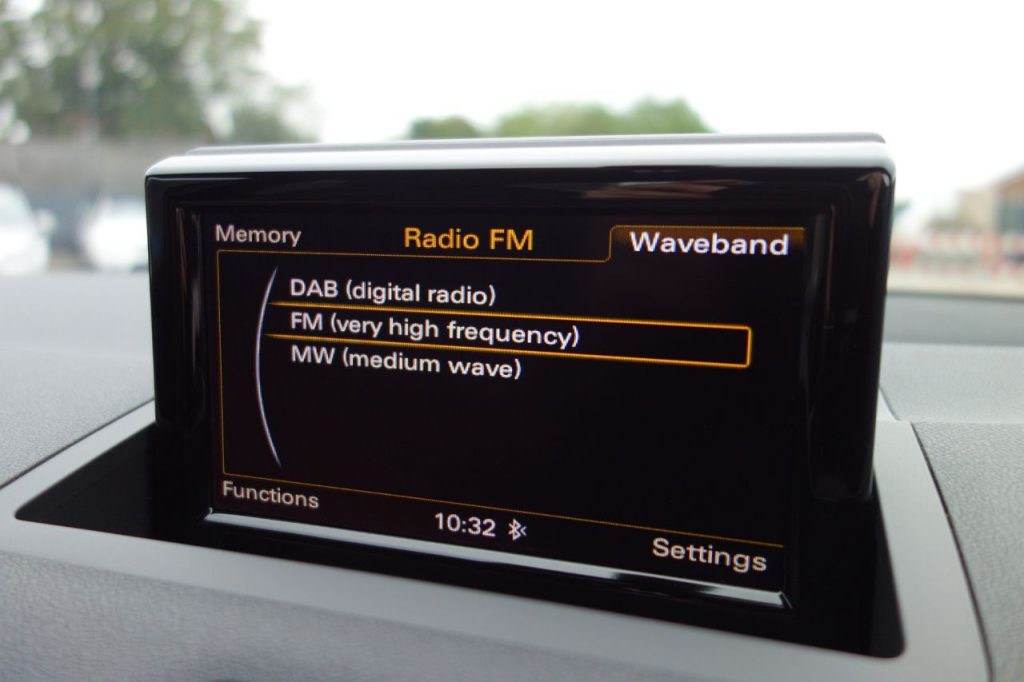 Memory Radio FM Waveband
DAB (digital radio)
FM (very high frequency)
MW (medium wave)
Functions 10:32 Settings